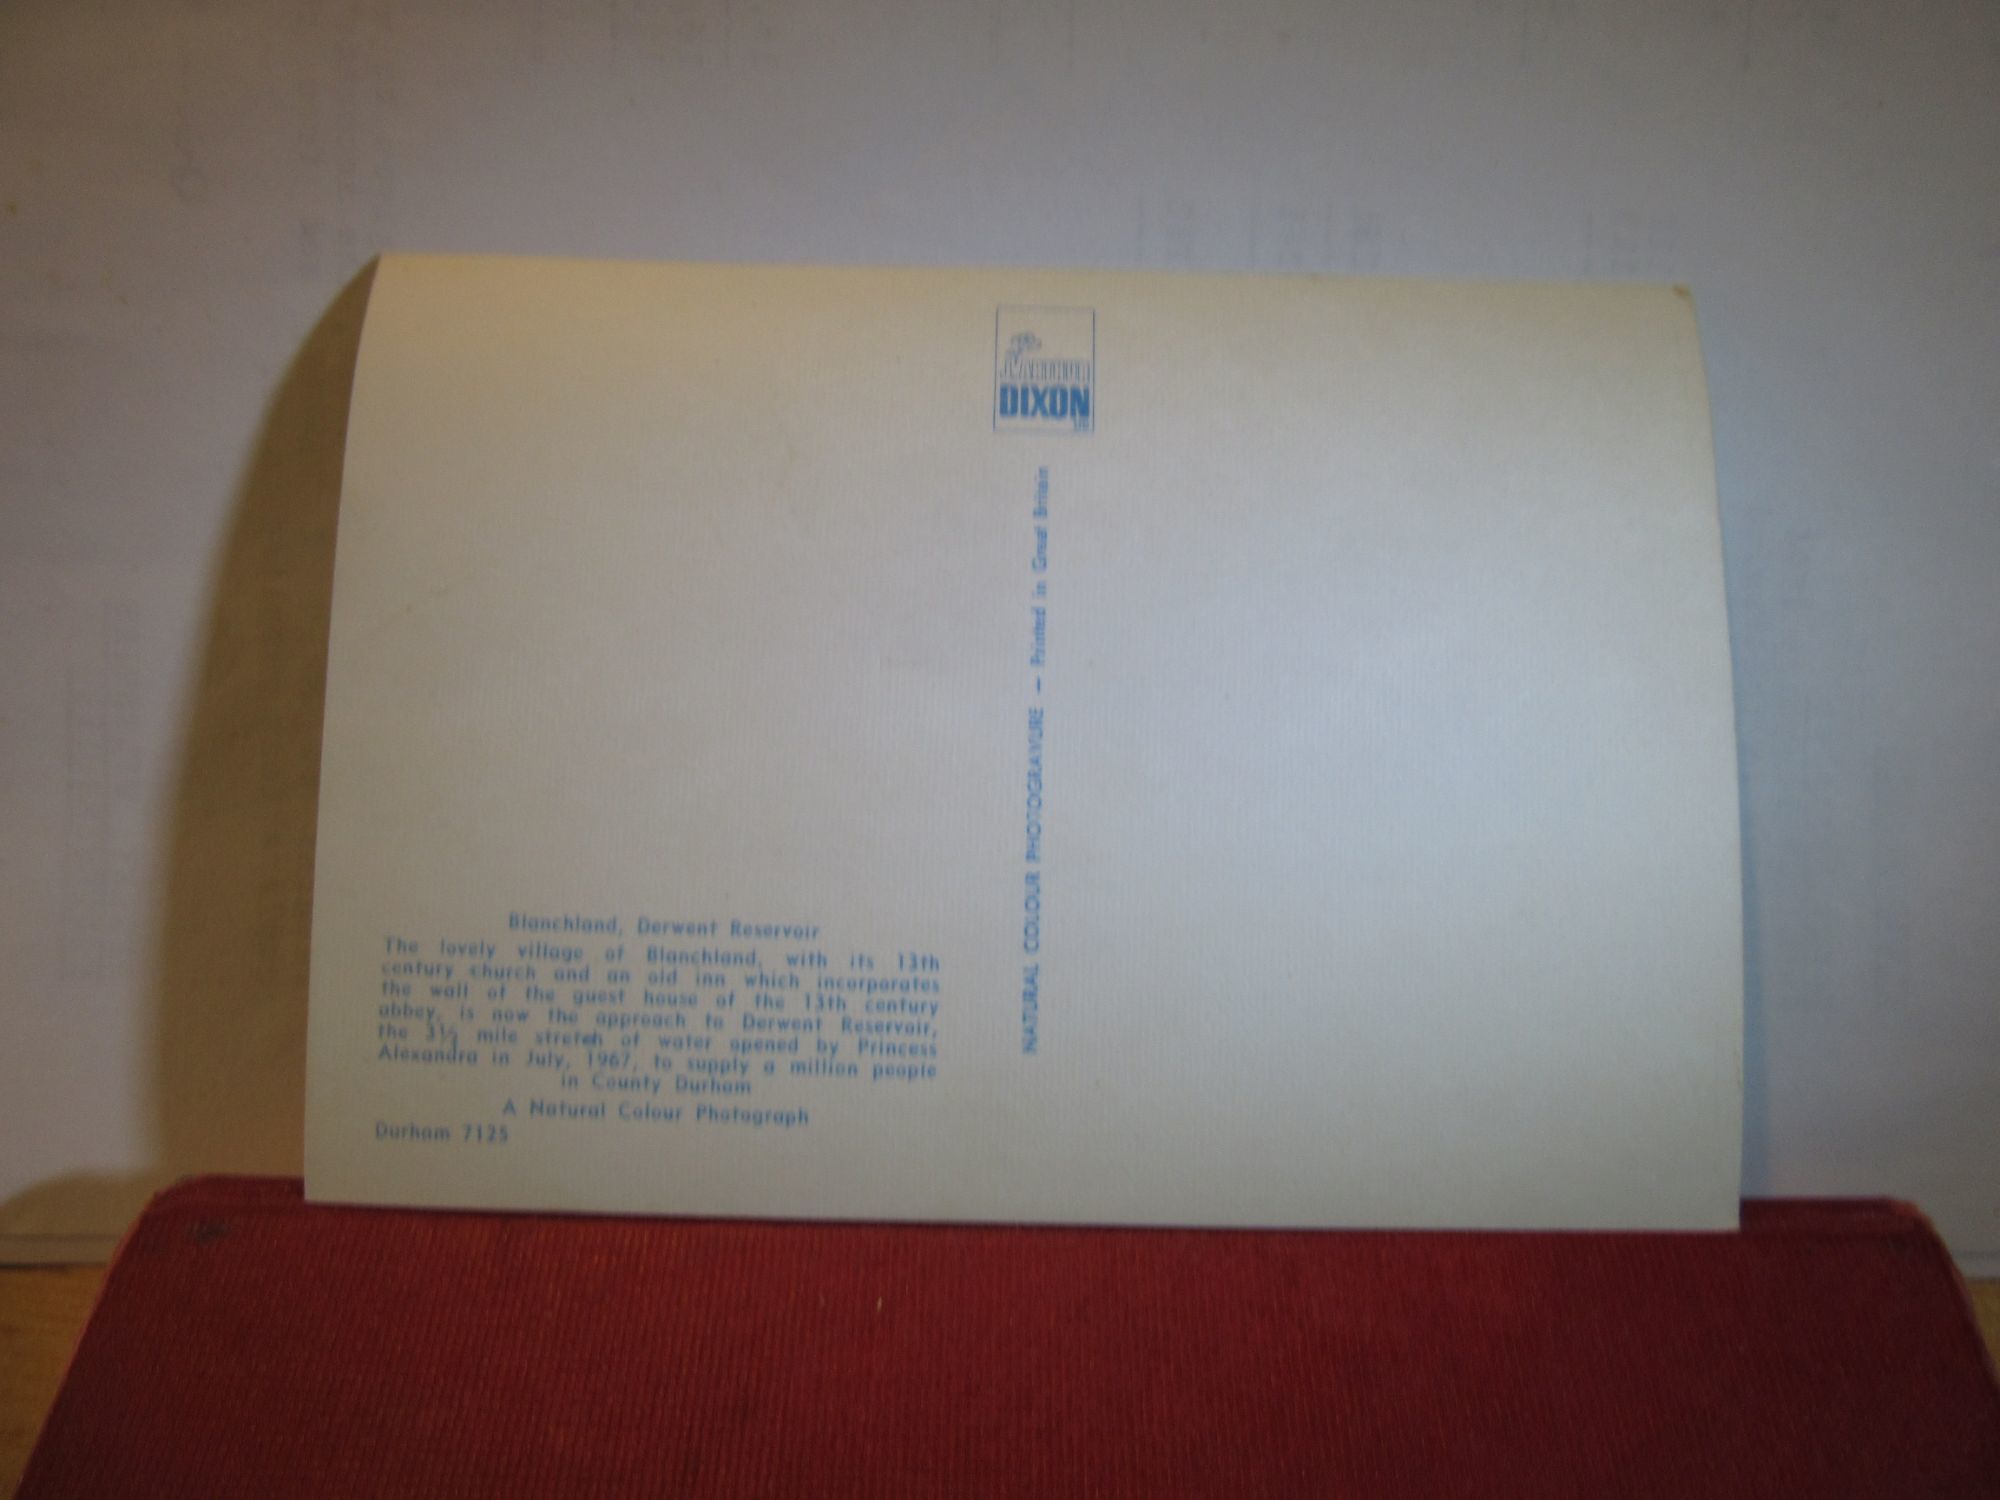 J. ARTHUR
DIXON
NATURAL COLOUR PHOTOGRAVURE – Printed in Great Britain
Blanchland, Derwent Reservoir
The lovely village of Blanchland, with its 13th
century church and an old inn which incorporates
the wall of the guest house of the 13th century
abbey, is now the approach to Derwent Reservoir,
the 3½ mile stretch of water opened by Princess
Alexandra in July, 1967, to supply a million people
in County Durham
A Natural Colour Photograph
Durham 7125